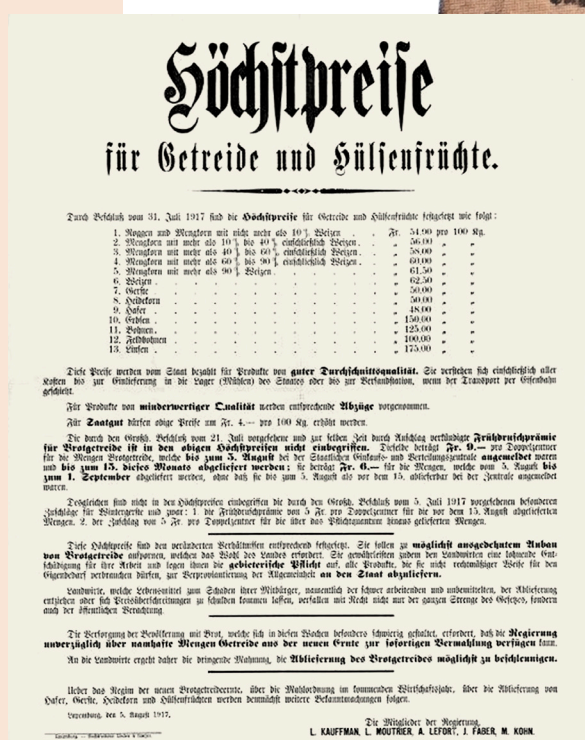 Höchstpreise
für Getreide und Hülsenfrüchte.
Durch Beschluß vom 31. Juli 1917 sind die Höchstpreise für Getreide und Hülsenfrüchte festgesetzt wie folgt:
1. Roggen und Mengkorn mit nicht mehr als 10 % Weizen . . Fr. 54,90 pro 100 Kg.
2. Mengkorn mit mehr als 10 % bis 40 % einschließlich Weizen . . „ 56,00 „ „
3. Mengkorn mit mehr als 40 % bis 60 % einschließlich Weizen . . „ 58,00 „ „
4. Mengkorn mit mehr als 60 % bis 90 % einschließlich Weizen . . „ 60,00 „ „
5. Mengkorn mit mehr als 90 % Weizen . . „ 61,50 „ „
6. Weizen . . „ 62,50 „ „
7. Gerste . . „ 50,00 „ „
8. Heidekorn . . „ 50,00 „ „
9. Hafer . . „ 48,00 „ „
10. Erbsen . . „ 150,00 „ „
11. Bohnen . . „ 125,00 „ „
12. Feldbohnen . . „ 100,00 „ „
13. Linsen . . „ 175,00 „ „
Diese Preise werden vom Staat bezahlt für Produkte von guter Durchschnittsqualität. Sie verstehen sich einschließlich aller
Kosten bis zur Einlieferung in die Lager (Mühlen) des Staates oder bis zur Versandstation, wenn der Transport per Eisenbahn
geschieht.
Für Produkte von minderwertiger Qualität werden entsprechende Abzüge vorgenommen.
Für Saatgut dürfen obige Preise um Fr. 4.— pro 100 Kg. erhöht werden.
Die durch den Großh. Beschluß vom 21. Juli vorgesehene und zur selben Zeit durch Anschlag verkündigte Frühdruschprämie
für Brotgetreide ist in den obigen Höchstpreisen nicht einbegriffen. Dieselbe beträgt Fr. 9.— pro Doppelzentner
für die Mengen Brotgetreide, welche bis zum 5. August bei der Staatlichen Einkaufs- und Verteilungszentrale angemeldet waren
und bis zum 15. dieses Monats abgeliefert werden; sie beträgt Fr. 6.— für die Mengen, welche vom 5. August bis
zum 1. September abgeliefert werden, ohne daß sie bis zum 5. August als vor dem 15. ablieferbar bei der Zentrale angemeldet
waren.
Desgleichen sind nicht in den Höchstpreisen einbegriffen die durch den Großh. Beschluß vom 5. Juli 1917 vorgesehenen besonderen
Zuschläge für Wintergerste und zwar: 1. die Frühdruschprämie von 5 Fr. pro Doppelzentner für die vor dem 15. August abgelieferten
Mengen, 2. der Zuschlag von 5 Fr. pro Doppelzentner für die über das Pflichtquantum hinaus gelieferten Mengen.
Diese Höchstpreise sind den veränderten Verhältnissen entsprechend festgesetzt. Sie sollen zu möglichst ausgedehntem Anbau
von Brotgetreide anspornen, welchen das Wohl des Landes erfordert. Sie gewährleisten zudem den Landwirten eine lohnende Ent-
schädigung für ihre Arbeit und legen ihnen die gebieterische Pflicht auf, alle Produkte, die sie nicht rechtmäßiger Weise für den
Eigenbedarf verbrauchen dürfen, zur Verproviantierung der Allgemeinheit an den Staat abzuliefern.
Landwirte, welche Lebensmittel zum Schaden ihrer Mitbürger, namentlich der schwer arbeitenden und unbemittelten, der Ablieferung
entziehen oder sich Preisüberschreitungen zu schulden kommen lassen, verfallen mit Recht nicht nur der ganzen Strenge des Gesetzes, sondern
auch der öffentlichen Verachtung.
Die Versorgung der Bevölkerung mit Brot, welche sich in diesen Wochen besonders schwierig gestaltet, erfordert, daß die Regierung
unverzüglich über namhafte Mengen Getreide aus der neuen Ernte zur sofortigen Vermahlung verfügen kann.
An die Landwirte ergeht daher die dringende Mahnung, die Ablieferung des Brotgetreides möglichst zu beschleunigen.
Ueber das Regim der neuen Brotgetreideernte, über die Mahlordnung im kommenden Wirtschaftsjahr, über die Ablieferung von
Hafer, Gerste, Heidekorn und Hülsenfrüchten werden demnächst weitere Bekanntmachungen folgen.
Luxemburg, den 5. August 1917.
Die Mitglieder der Regierung,
L. KAUFFMAN, L. MOUTRIER, A. LEFORT, J. FABER, M. KOHN.